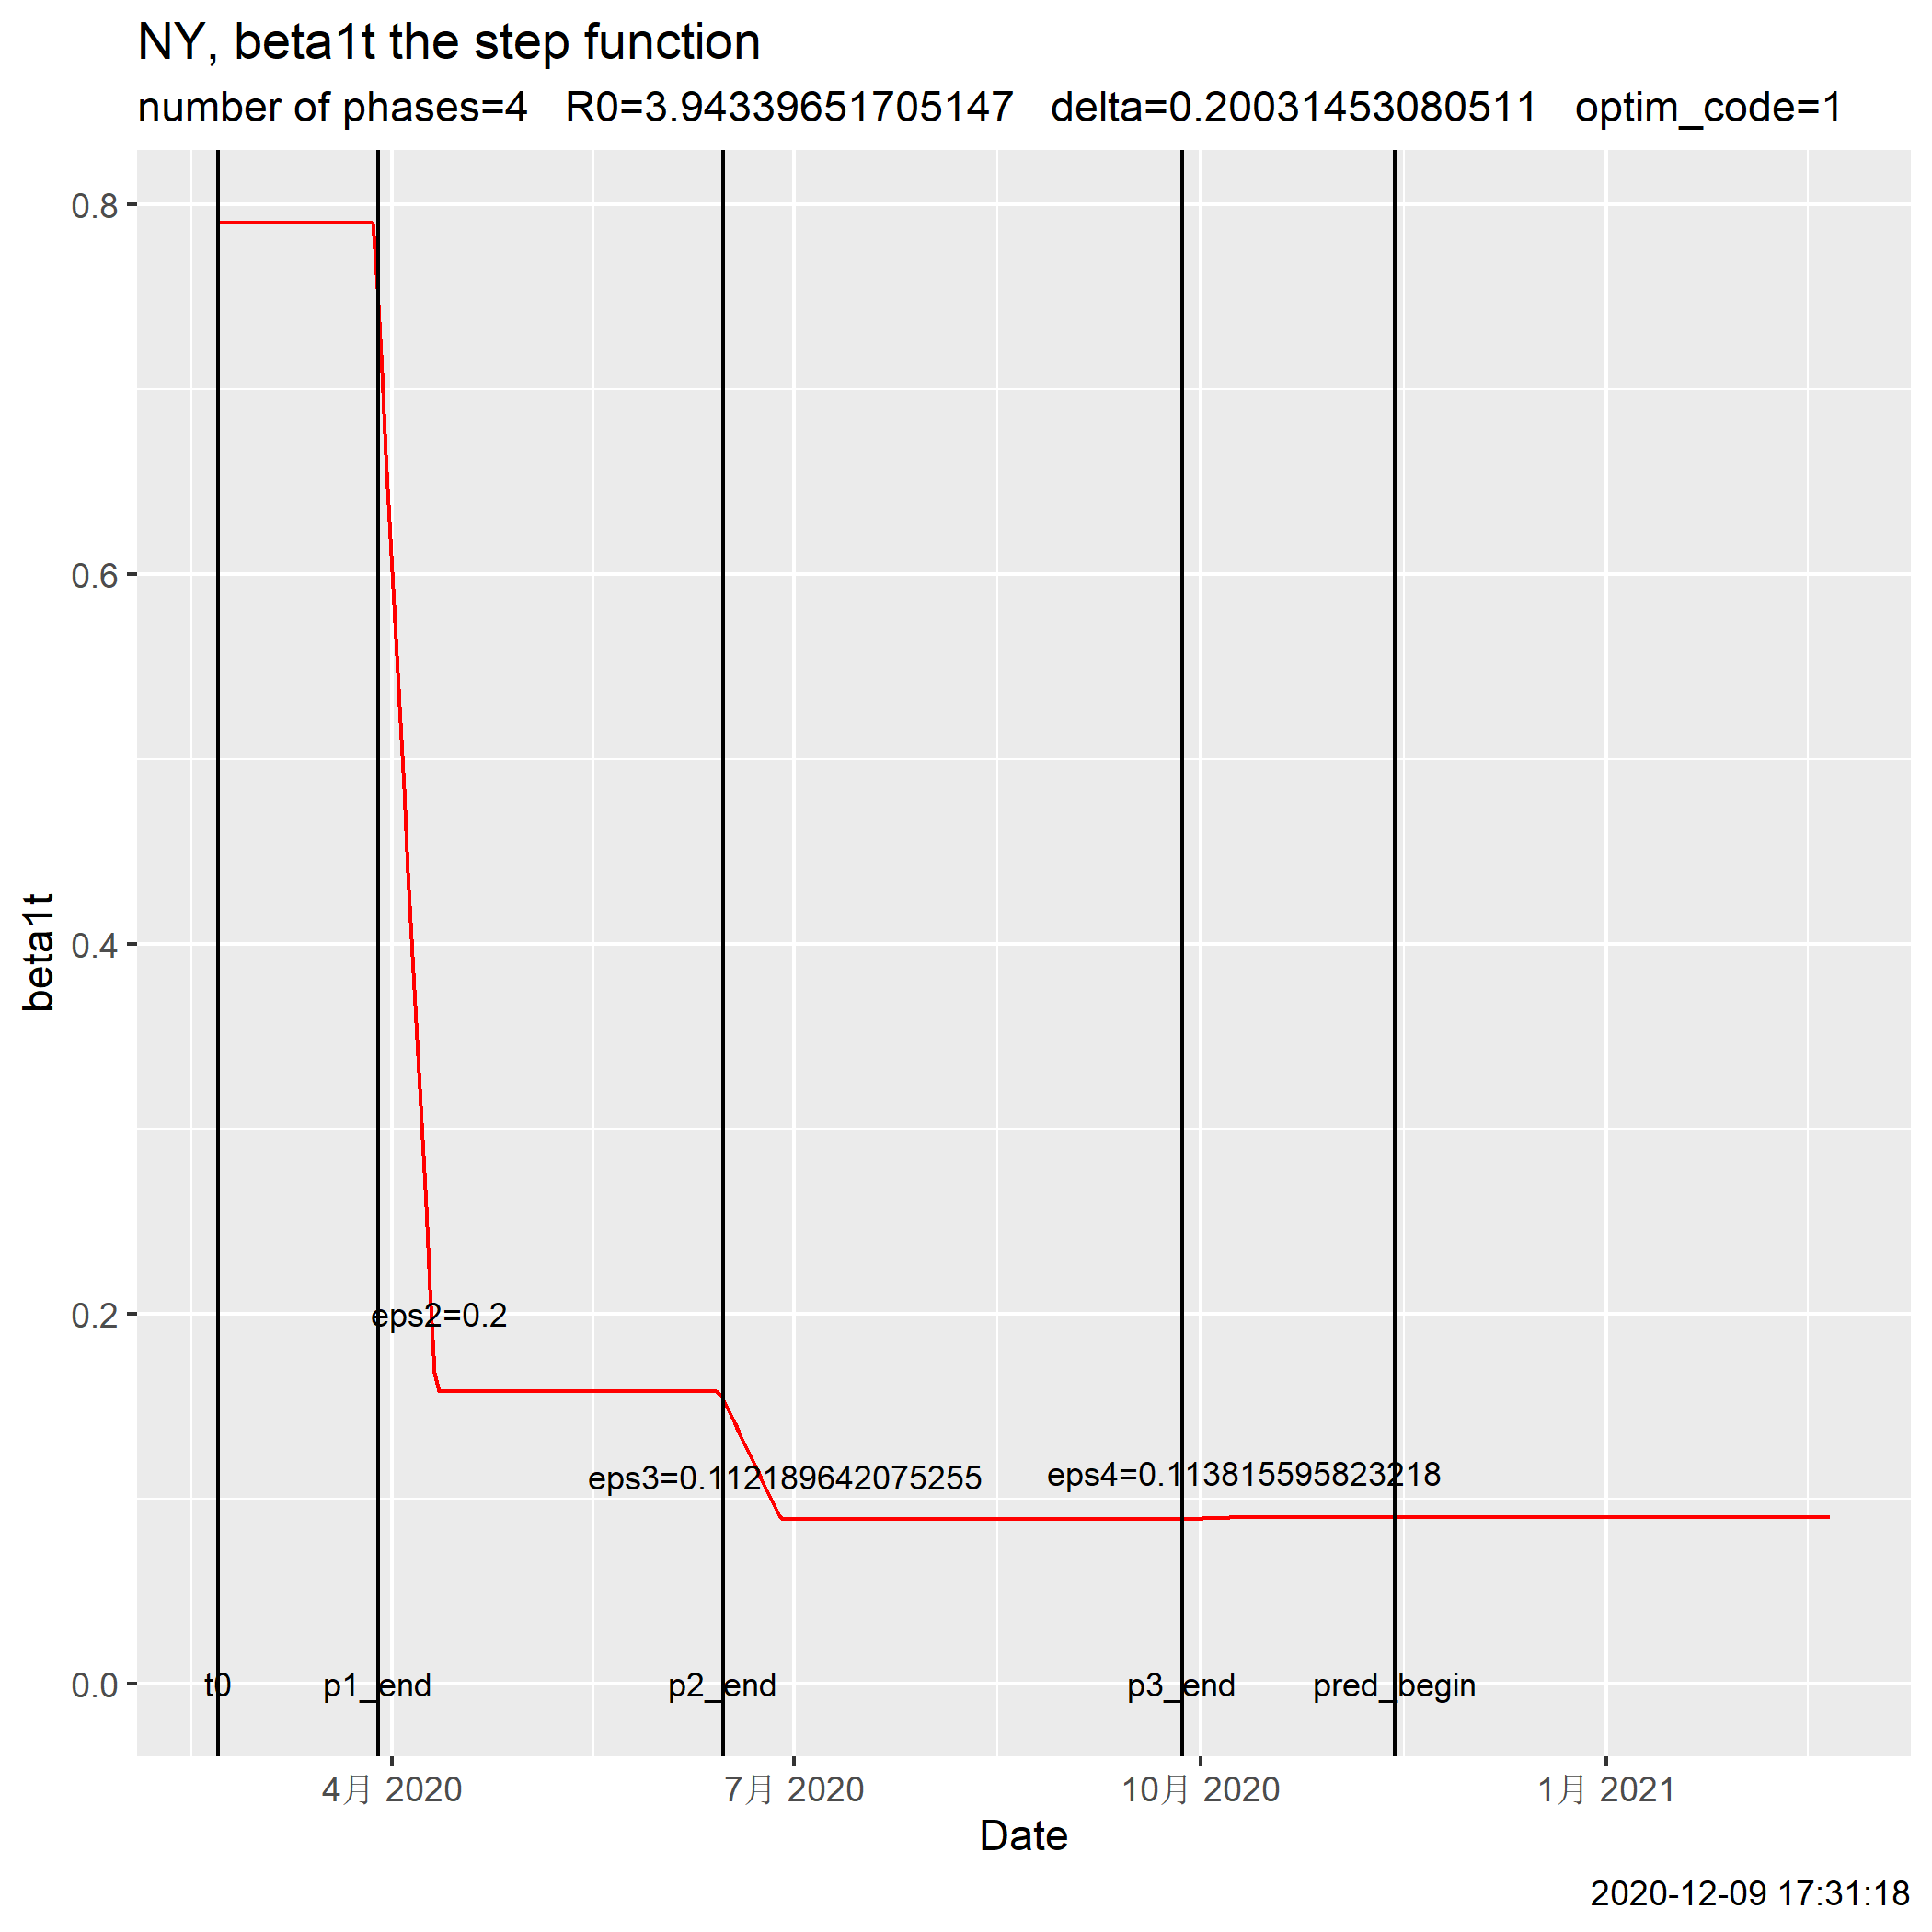 NY, beta1t the step function
number of phases=4   R0=3.94339651705147   delta=0.20031453080511   optim_code=1
0.8
0.6
0.4
0.2
0.0
beta1t
eps2=0.2
eps3=0.112189642075255
eps4=0.113815595823218
t0
p1_end
p2_end
p3_end
pred_begin
4月 2020
7月 2020
10月 2020
1月 2021
Date
2020-12-09 17:31:18